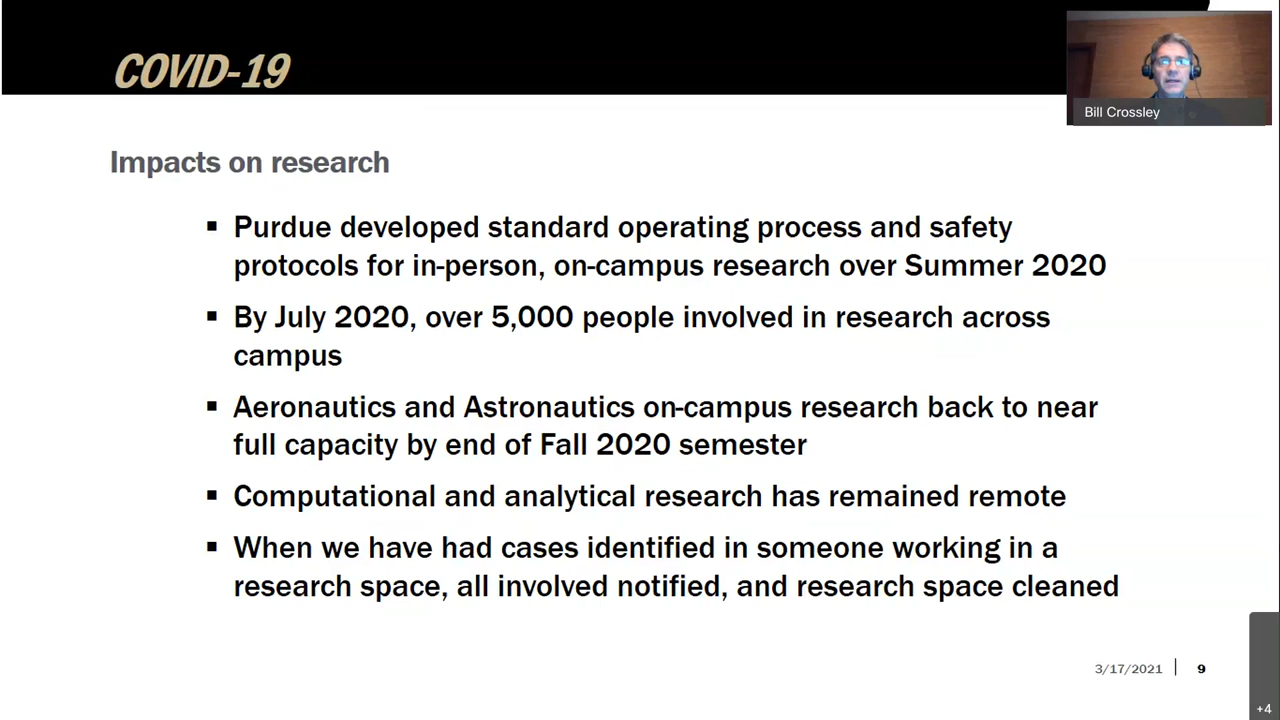 COVID-19
Bill Crossley
Impacts on research
▪ Purdue developed standard operating process and safety
protocols for in-person, on-campus research over Summer 2020
▪ By July 2020, over 5,000 people involved in research across
campus
▪ Aeronautics and Astronautics on-campus research back to near
full capacity by end of Fall 2020 semester
▪ Computational and analytical research has remained remote
▪ When we have had cases identified in someone working in a
research space, all involved notified, and research space cleaned
3/17/2021 | 9
+4